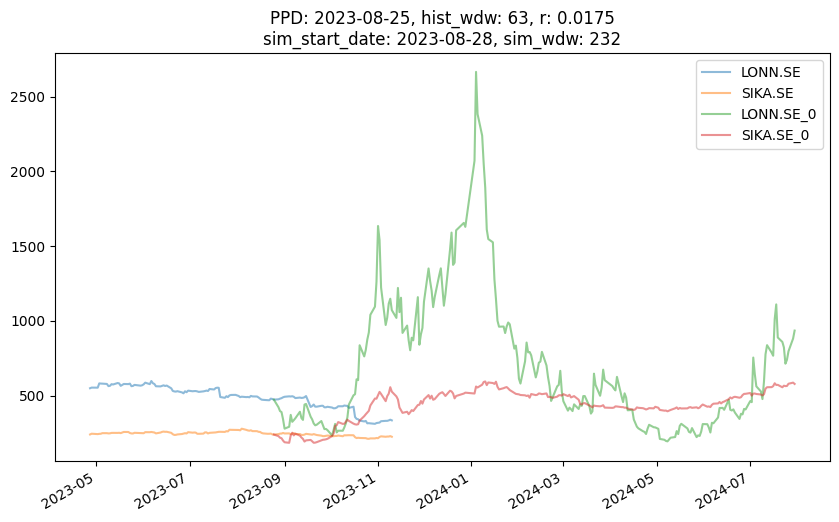 PPD: 2023-08-25, hist_wdw: 63, r: 0.0175
sim_start_date: 2023-08-28, sim_wdw: 232
LONN.SE
SIKA.SE
LONN.SE_0
SIKA.SE_0
2500
2000
1500
1000
500
2023-05
2023-07
2023-09
2023-11
2024-01
2024-03
2024-05
2024-07